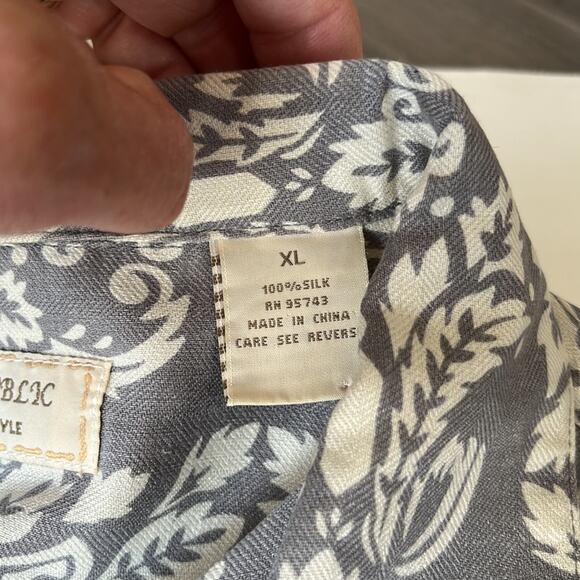 XL
100%SILK
RN 95743
MADE IN CHINA
CARE SEE REVERS
BLIC
YLE